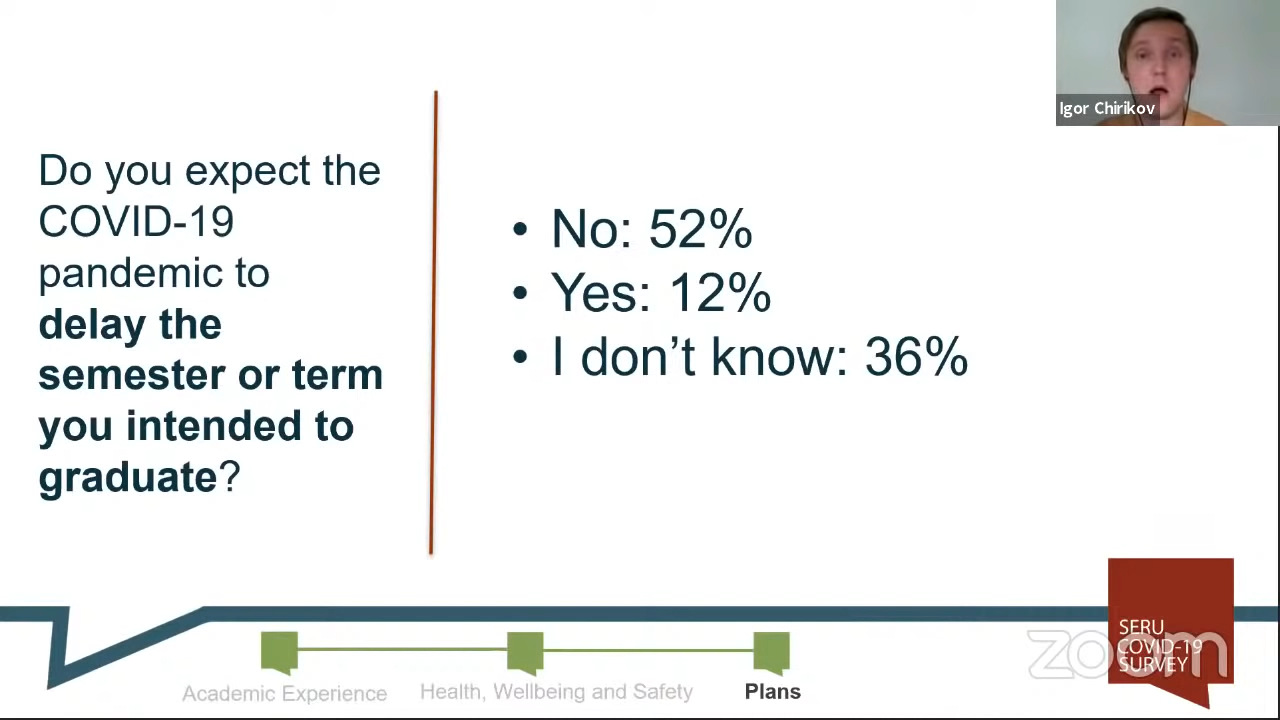 Igor Chirikov
Do you expect the
COVID-19
pandemic to
delay the
semester or term
you intended to
graduate?
• No: 52%
• Yes: 12%
• I don’t know: 36%
SERU
COVID-19
SURVEY
zoom
Academic Experience
Health, Wellbeing and Safety
Plans